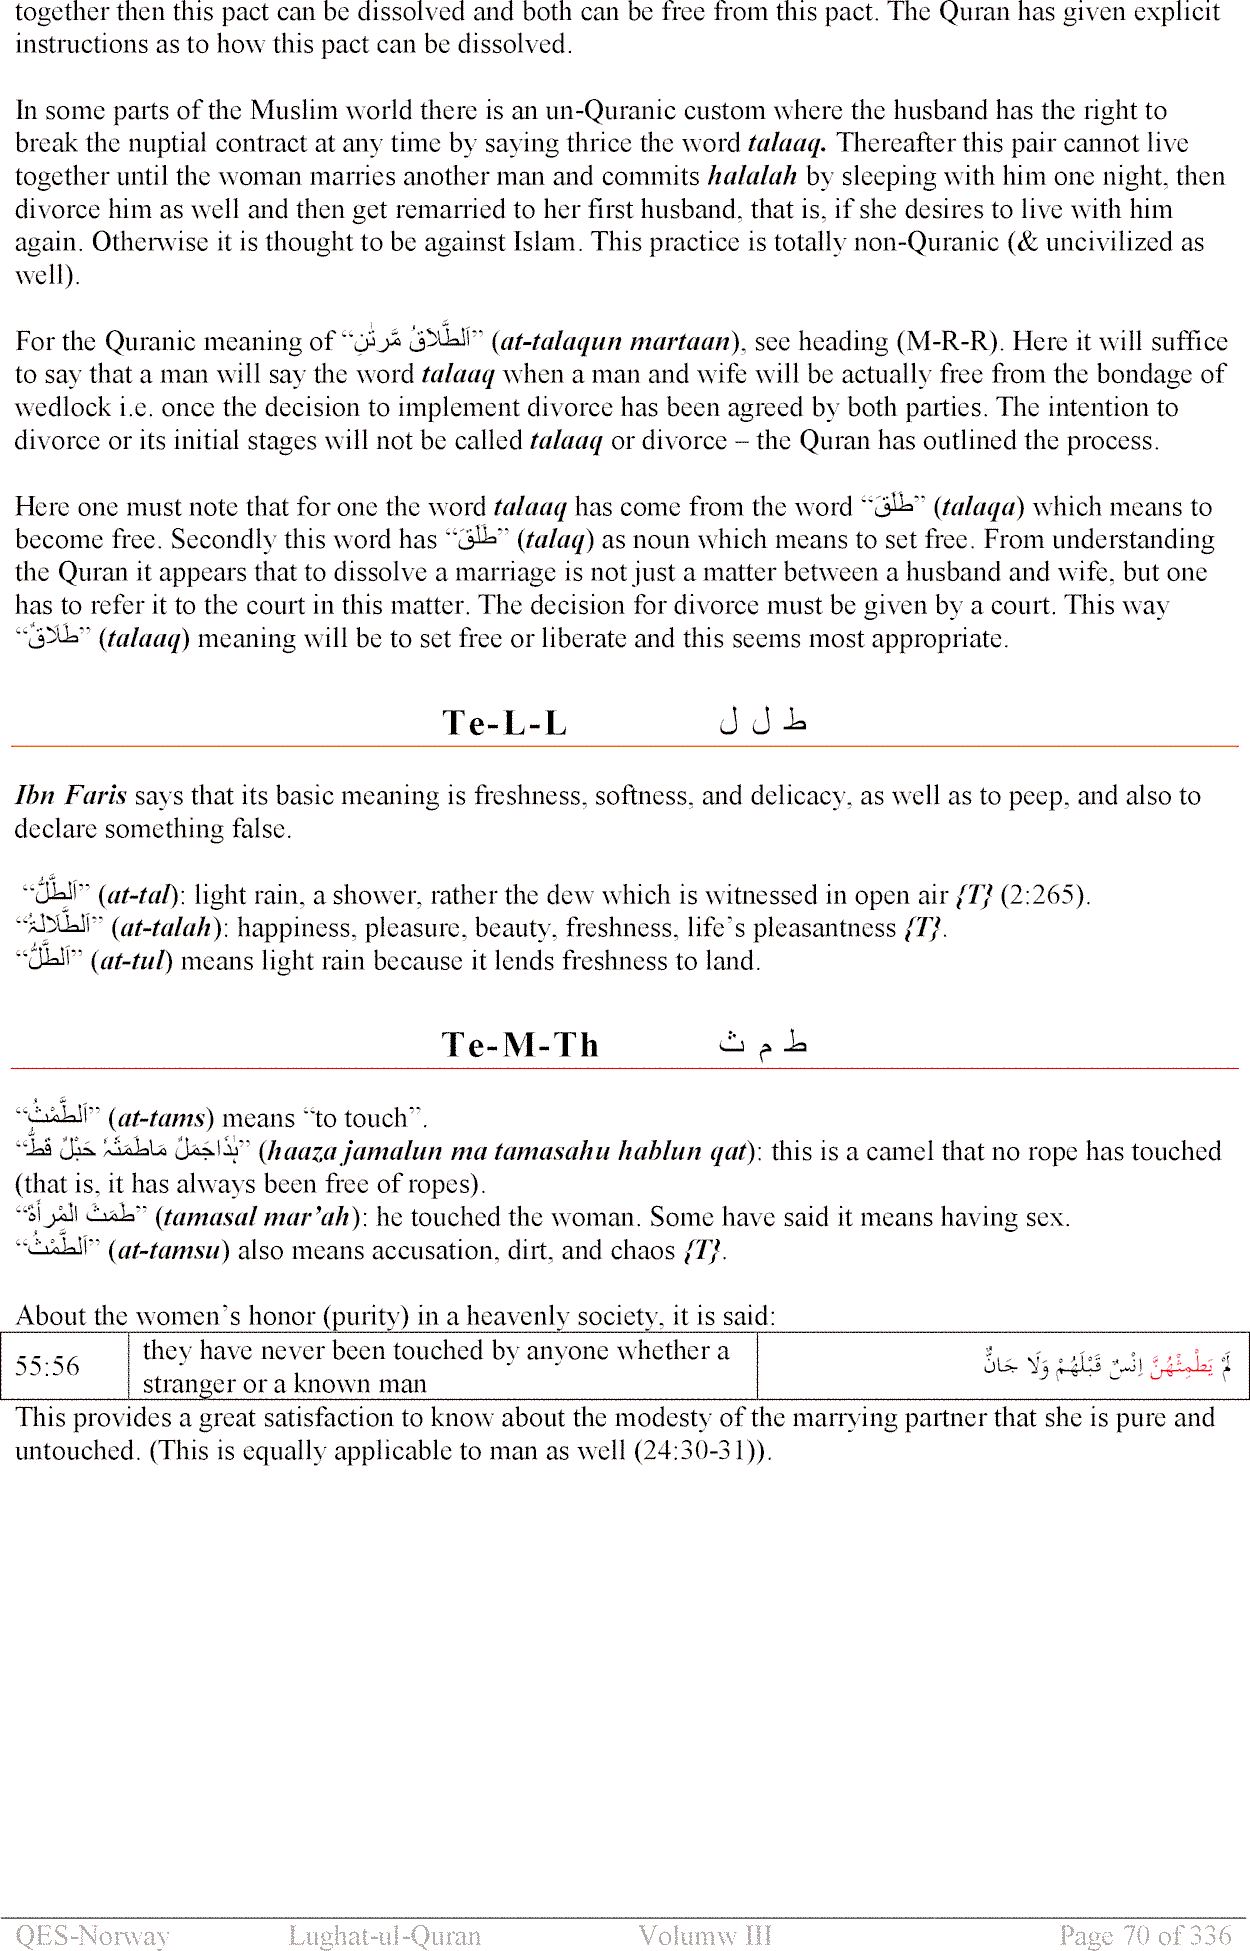 together then this pact can be dissolved and both can be free from this pact. The Quran has given explicit
instructions as to how this pact can be dissolved.
In some parts of the Muslim world there is an un-Quranic custom where the husband has the right to
break the nuptial contract at any time by saying thrice the word talaaq. Thereafter this pair cannot live
together until the woman marries another man and commits halalah by sleeping with him one night, then
divorce him as well and then get remarried to her first husband, that is, if she desires to live with him
again. Otherwise it is thought to be against Islam. This practice is totally non-Quranic (& uncivilized as
well).
For the Quranic meaning of “اَلطَّلَاقُ مَّرتٰنِ” (at-talaqun martaan), see heading (M-R-R). Here it will suffice
to say that a man will say the word talaaq when a man and wife will be actually free from the bondage of
wedlock i.e. once the decision to implement divorce has been agreed by both parties. The intention to
divorce or its initial stages will not be called talaaq or divorce – the Quran has outlined the process.
Here one must note that for one the word talaaq has come from the word “طَلُقَ” (talaqa) which means to
become free. Secondly this word has “طَلَقَ” (talaq) as noun which means to set free. From understanding
the Quran it appears that to dissolve a marriage is not just a matter between a husband and wife, but one
has to refer it to the court in this matter. The decision for divorce must be given by a court. This way
“طَلَاقٌ” (talaaq) meaning will be to set free or liberate and this seems most appropriate.
Te-L-L ط ل ل
Ibn Faris says that its basic meaning is freshness, softness, and delicacy, as well as to peep, and also to
declare something false.
“اَلطَّلُّ” (at-tal): light rain, a shower, rather the dew which is witnessed in open air {T} (2:265).
“اَلطَّلَالَۃُ” (at-talah): happiness, pleasure, beauty, freshness, life’s pleasantness {T}.
“اَلطَّلُّ” (at-tul) means light rain because it lends freshness to land.
Te-M-Th ط م ث
“اَلطَّمْثُ” (at-tams) means “to touch”.
“ہٰذَاجَمَلٌ مَاطَمَثَہٗ حَبْلٌ قَطُّ” (haaza jamalun ma tamasahu hablun qat): this is a camel that no rope has touched
(that is, it has always been free of ropes).
“طَمَثَ الْمَرْأَۃَ” (tamasal mar’ah): he touched the woman. Some have said it means having sex.
“اَلطَّمْثُ” (at-tamsu) also means accusation, dirt, and chaos {T}.
About the women’s honor (purity) in a heavenly society, it is said:
55:56 they have never been touched by anyone whether a
stranger or a known man
لَمْ يَطْمِثْهُنَّ اِنْسٌ قَبْلَهُمْ وَلَا جَانٌّ
This provides a great satisfaction to know about the modesty of the marrying partner that she is pure and
untouched. (This is equally applicable to man as well (24:30-31)).
QES-Norway Lughat-ul-Quran Volumw III Page 70 of 336